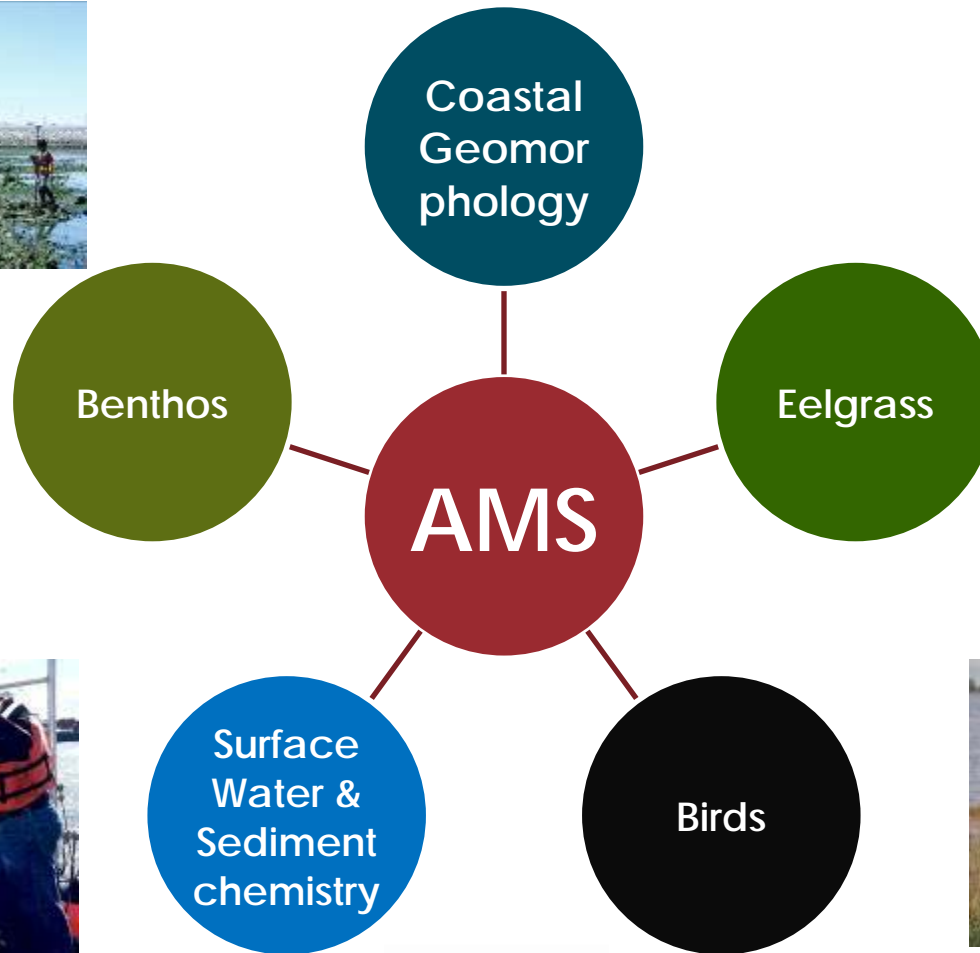 Coastal
Geomor
phology
Benthos
Eelgrass
AMS
Surface
Water &
Sediment
chemistry
Birds